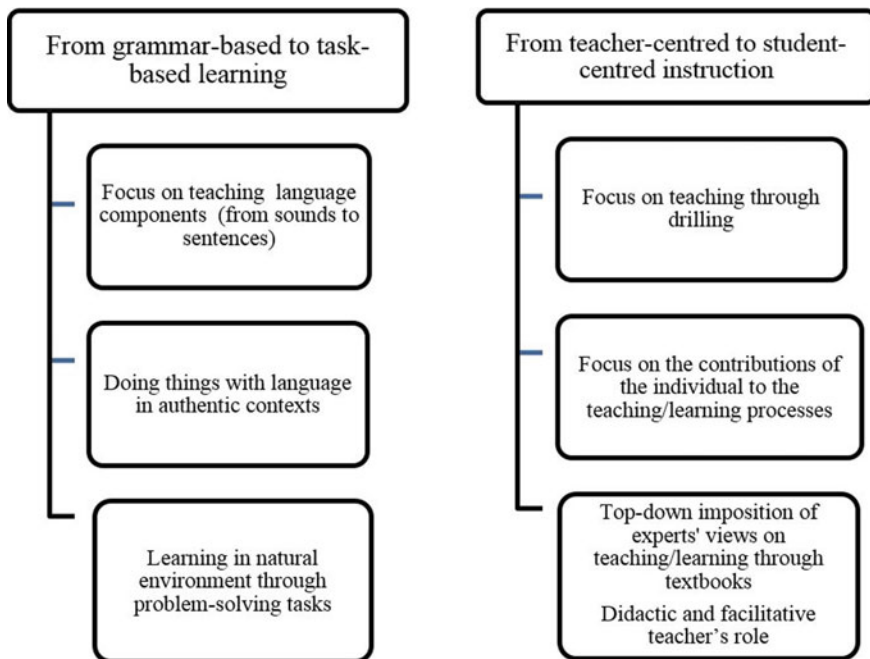 From grammar-based to task-
based learning
Focus on teaching language
components (from sounds to
sentences)
Doing things with language
in authentic contexts
Learning in natural
environment through
problem-solving tasks
From teacher-centred to student-
centred instruction
Focus on teaching through
drilling
Focus on the contributions of
the individual to the
teaching/learning processes
Top-down imposition of
experts' views on
teaching/learning through
textbooks
Didactic and facilitative
teacher’s role